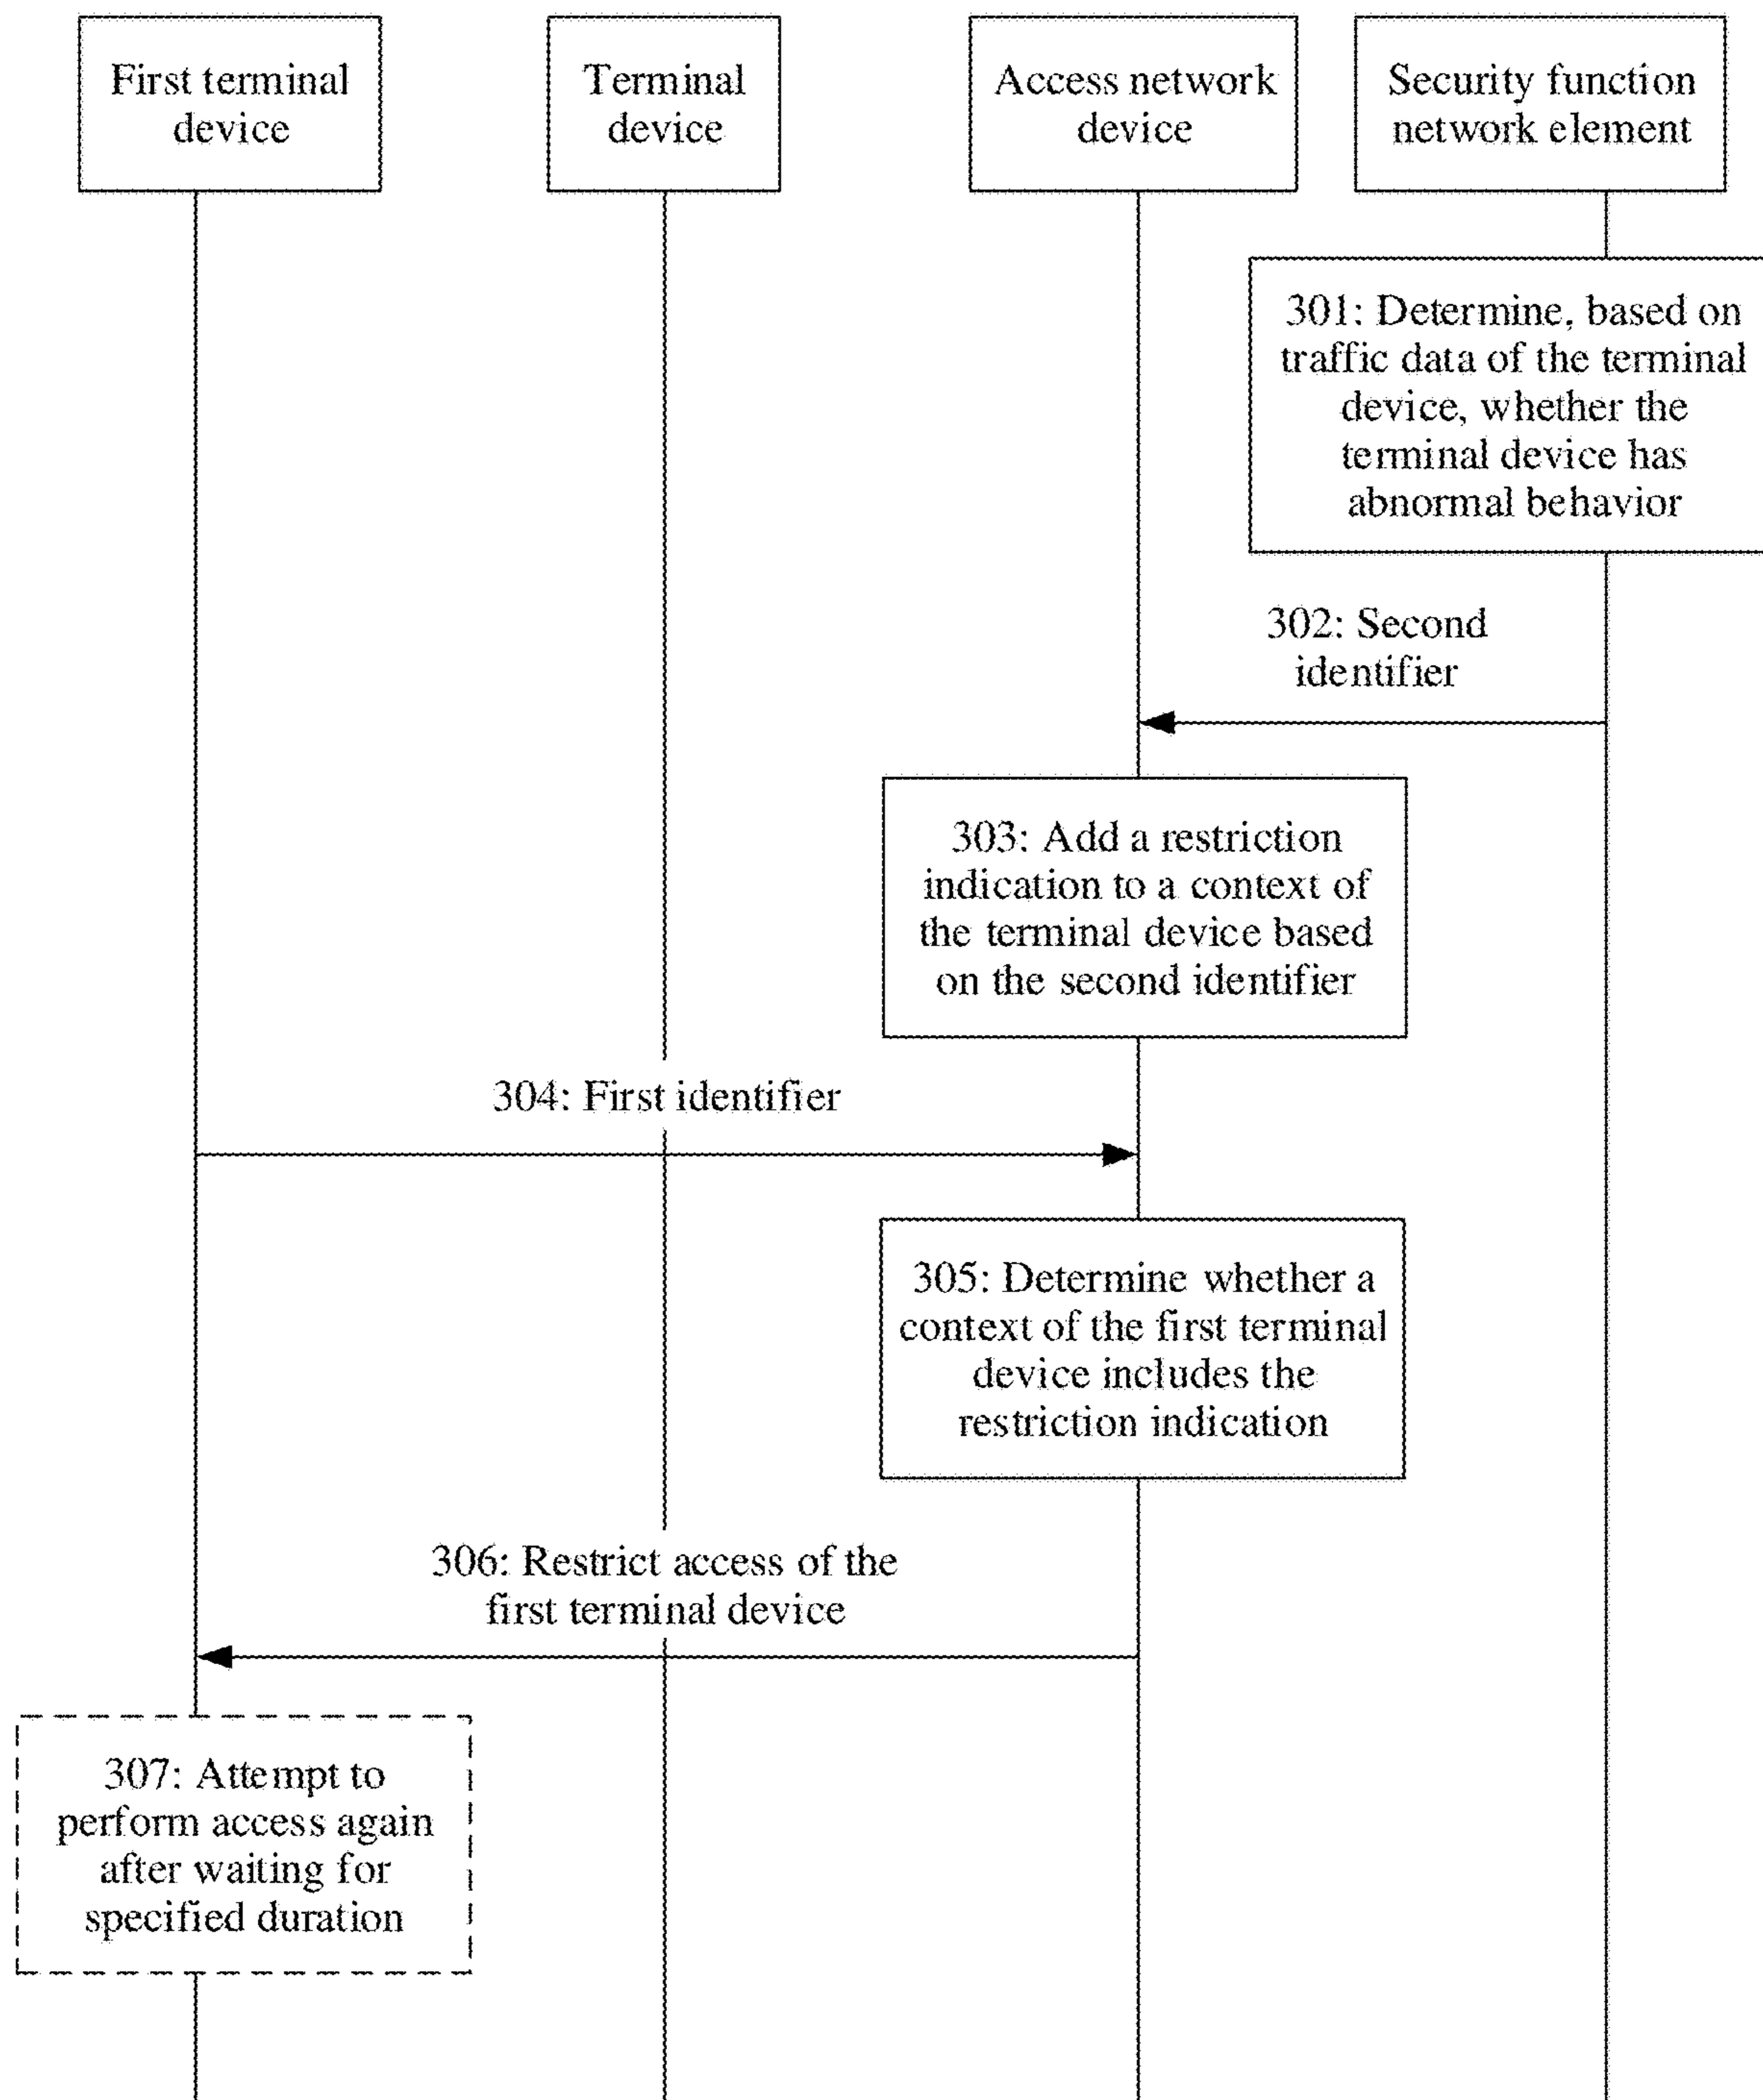 First terminal
device
Terminal
device
Access network
device
Security function
network element
301: Determine, based on
traffic data of the terminal
device, whether the
terminal device has
abnormal behavior
302: Second
identifier
303: Add a restriction
indication to a context of
the terminal device based
on the second identifier
304: First identifier
305: Determine whether a
context of the first terminal
device includes the
restriction indication
306: Restrict access of the
first terminal device
307: Attempt to
perform access again
after waiting for
specified duration